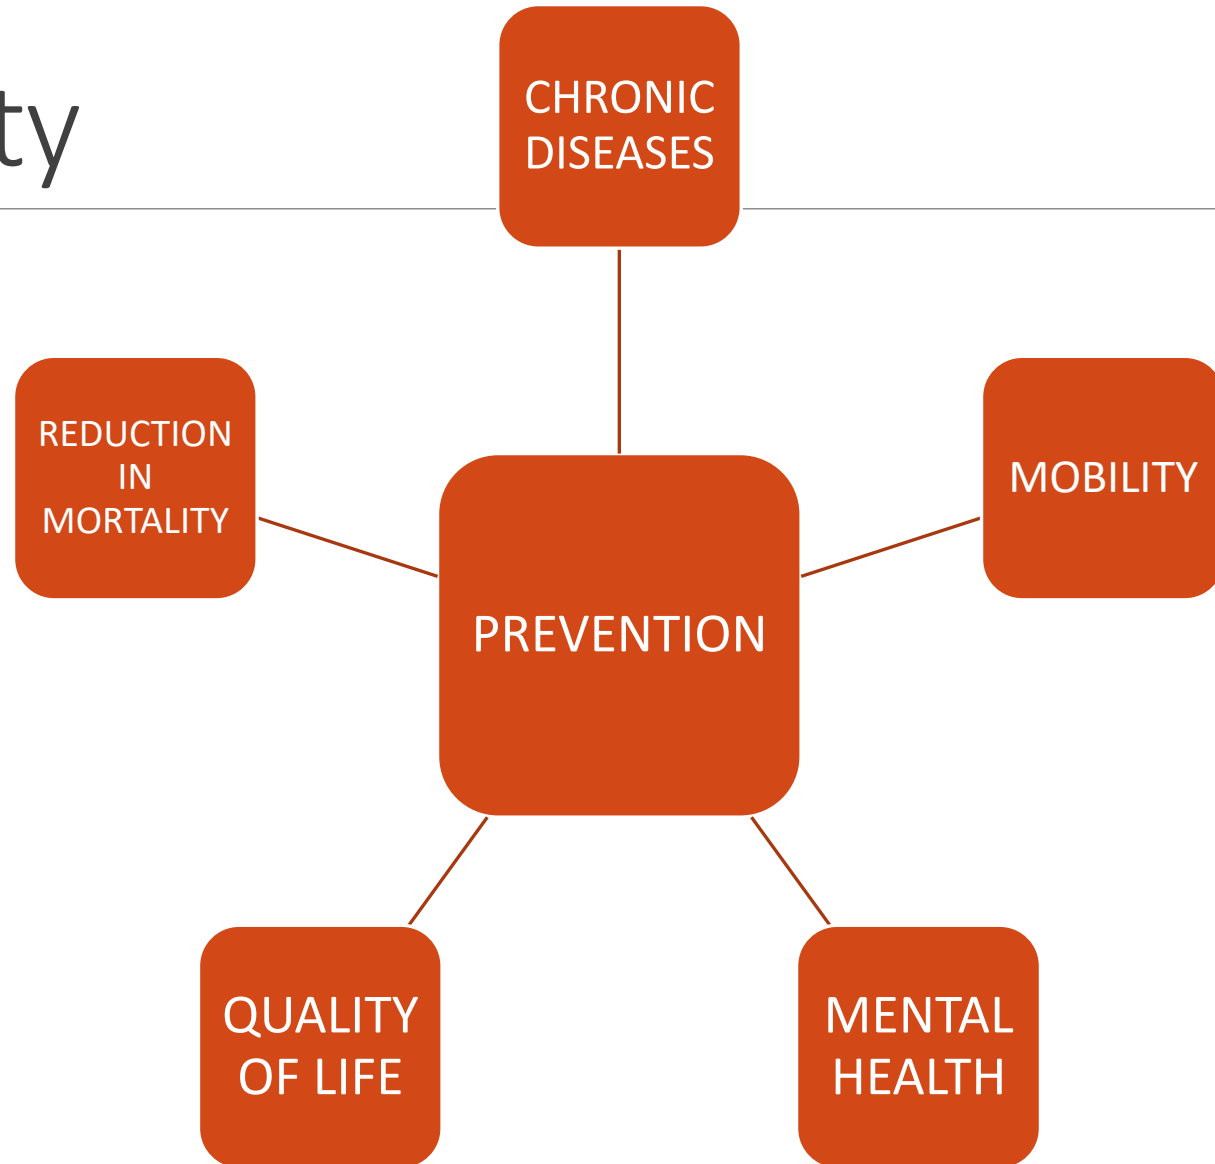 ty
CHRONIC
DISEASES
REDUCTION
IN
MORTALITY
MOBILITY
PREVENTION
QUALITY
OF LIFE
MENTAL
HEALTH